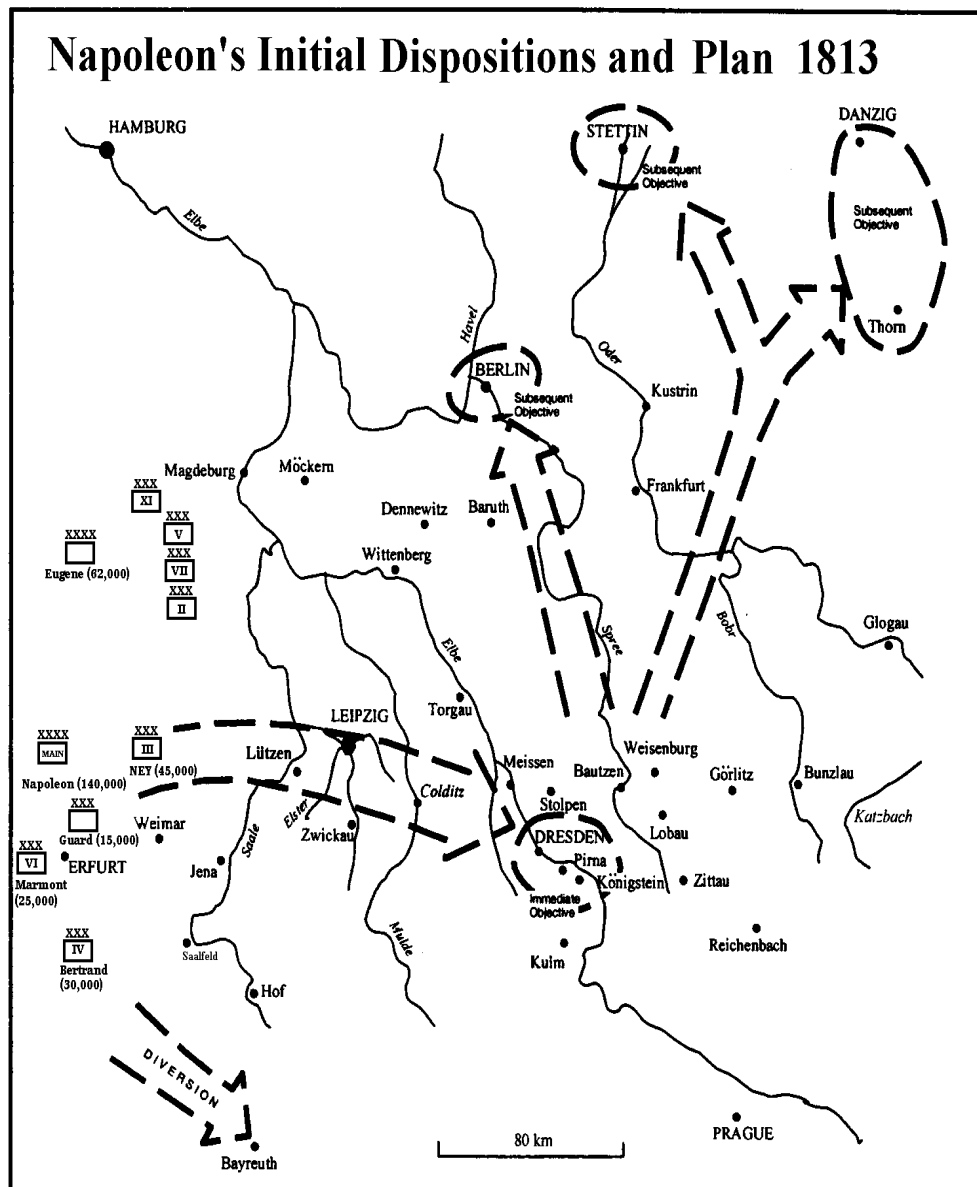 Napoleon's Initial Dispositions and Plan 1813
HAMBURG
Elbe
STETTIN
Subsequent
Objective
DANZIG
Subsequent
Objective
Thorn
Havel
BERLIN
Subsequent
Objective
Oder
Kustrin
Magdeburg
Möckern
Frankfurt
XXX
XI
XXX
V
XXXX
Eugene (62,000)
XXX
VII
XXX
II
Dennewitz
Baruth
Wittenberg
Elbe
Spree
Bobr
Glogau
Torgau
LEIPZIG
XXXX
MAIN
Napoleon (140,000)
XXX
III
NEY (45,000)
Lützen
Meissen
Bautzen
Weisenburg
Görlitz
Bunzlau
Katzbach
Stolpen
Colditz
Elster
Zwickau
Lobau
XXX
Guard (15,000)
Weimar
Saale
DRESDEN
Pirna
Königstein
Immediate
Objective
Zittau
XXX
VI
Marmont
(25,000)
ERFURT
Jena
Mulde
Reichenbach
XXX
IV
Bertrand
(30,000)
Saalfeld
Kulm
Hof
DIVERSION
Bayreuth
80 km
PRAGUE